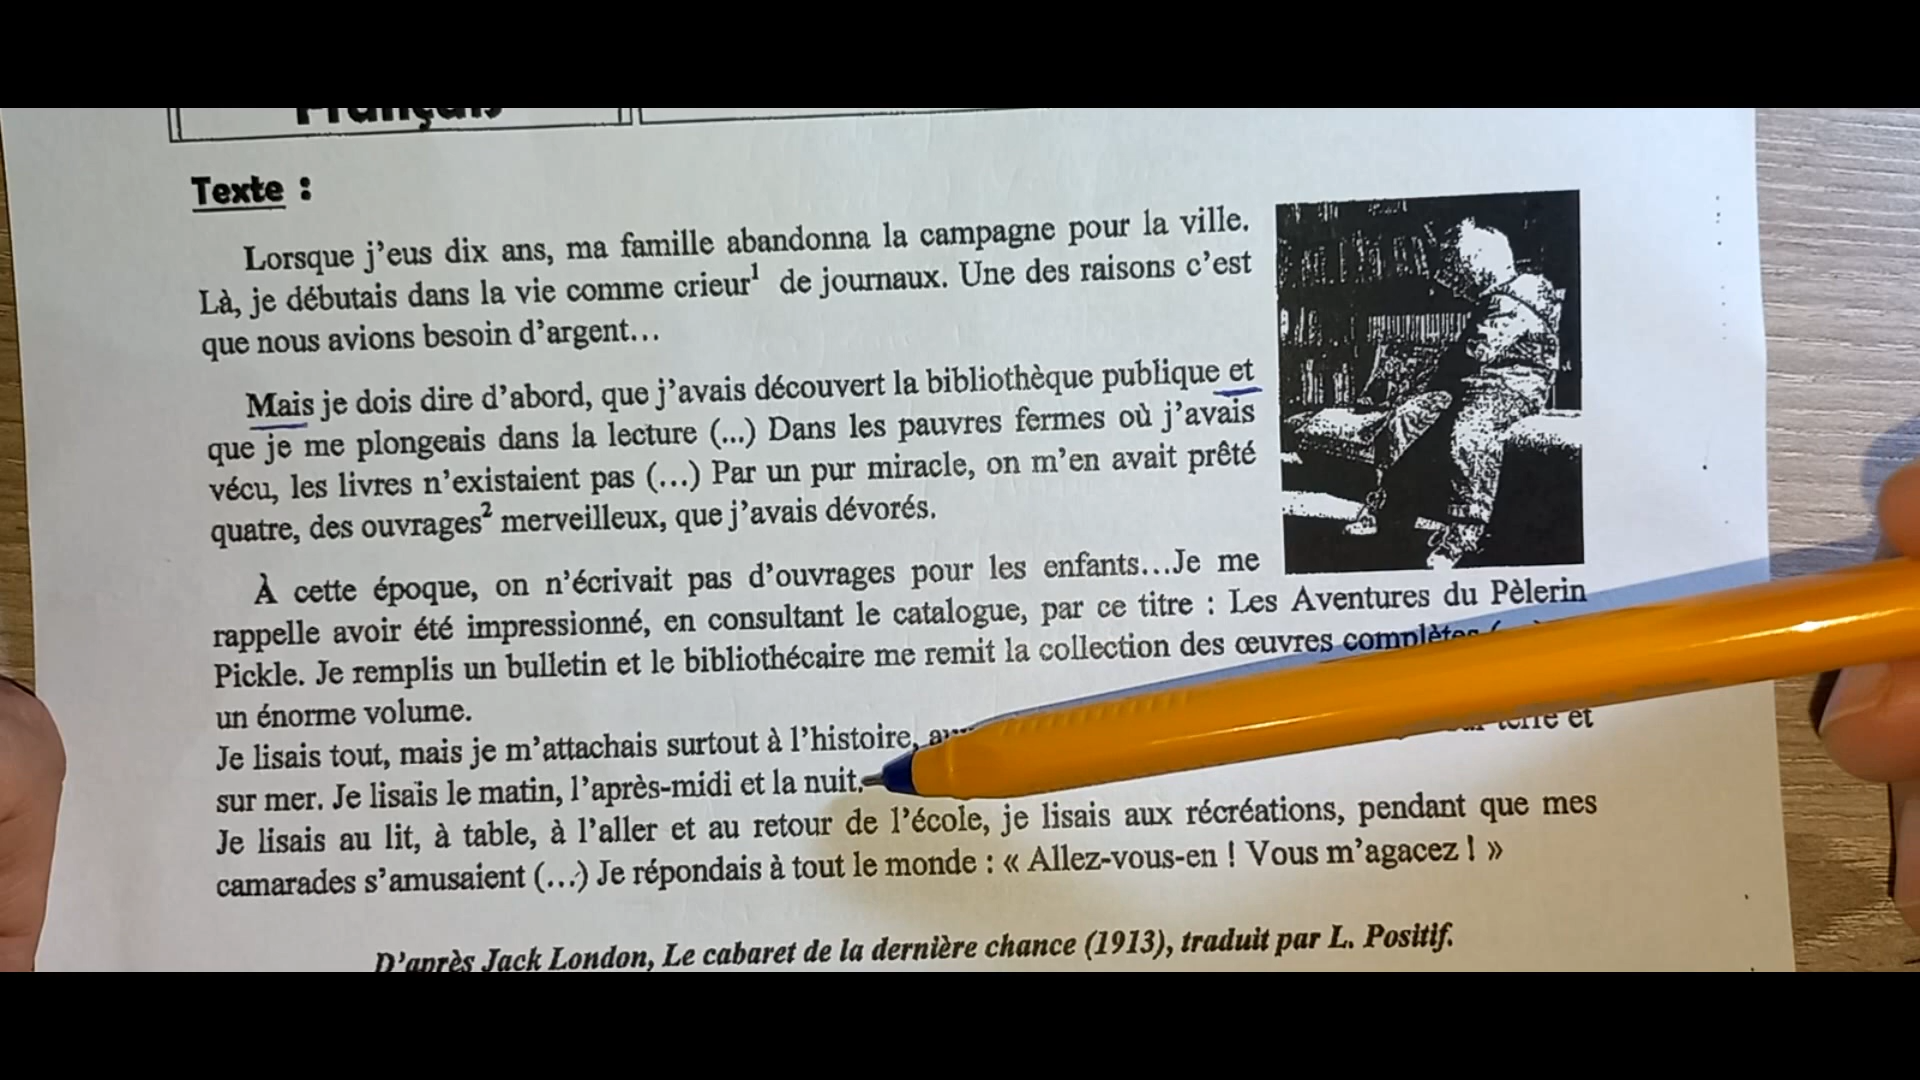 Français
Texte :
Lorsque j'eus dix ans, ma famille abandonna la campagne pour la ville.
Là, je débutais dans la vie comme crieur¹ de journaux. Une des raisons c'est
que nous avions besoin d'argent…
Mais je dois dire d'abord, que j'avais découvert la bibliothèque publique et
que je me plongeais dans la lecture (...) Dans les pauvres fermes où j'avais
vécu, les livres n'existaient pas (…) Par un pur miracle, on m'en avait prêté
quatre, des ouvrages² merveilleux, que j'avais dévorés.
À cette époque, on n'écrivait pas d'ouvrages pour les enfants…Je me
rappelle avoir été impressionné, en consultant le catalogue, par ce titre : Les Aventures du Pèlerin
Pickle. Je remplis un bulletin et le bibliothécaire me remit la collection des œuvres complètes
un énorme volume.
Je lisais tout, mais je m'attachais surtout à l'histoire, terre et
sur mer. Je lisais le matin, l'après-midi et la nuit.
Je lisais au lit, à table, à l'aller et au retour de l'école, je lisais aux récréations, pendant que mes
camarades s'amusaient (…) Je répondais à tout le monde : « Allez-vous-en ! Vous m'agacez ! »
D'après Jack London, Le cabaret de la dernière chance (1913), traduit par L. Positif.